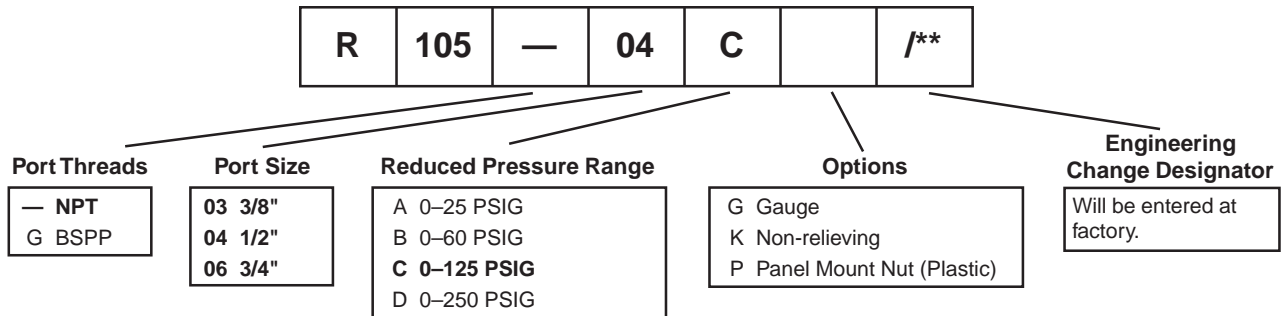 R 105 — 04 C /**
Port Threads
— NPT
G BSPP
Port Size
03 3/8"
04 1/2"
06 3/4"
Reduced Pressure Range
A 0–25 PSIG
B 0–60 PSIG
C 0–125 PSIG
D 0–250 PSIG
Options
G Gauge
K Non-relieving
P Panel Mount Nut (Plastic)
Engineering
Change Designator
Will be entered at
factory.